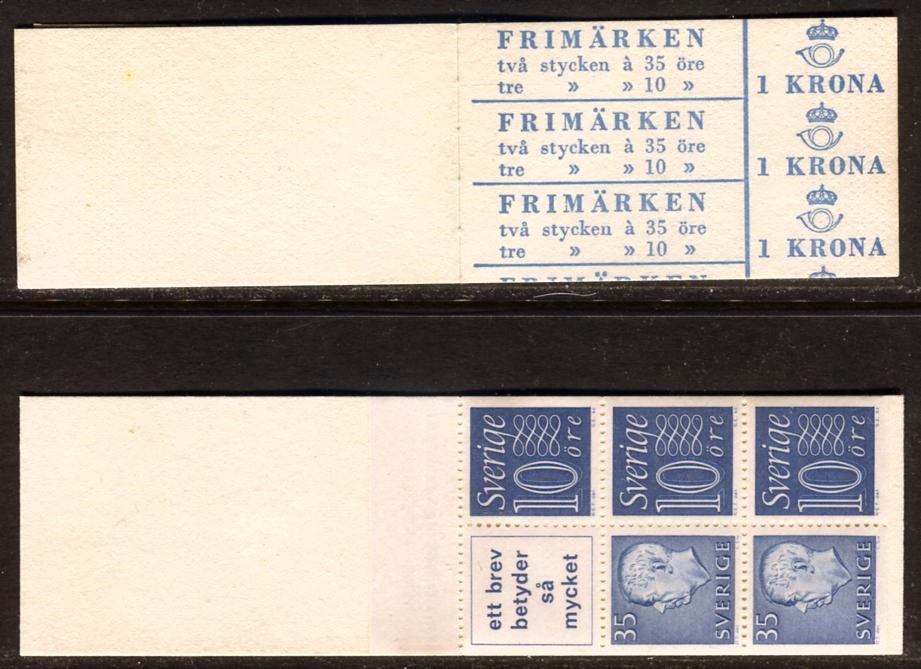 FRIMÄRKEN
två stycken à 35 öre
tre » » 10 »
1 KRONA
FRIMÄRKEN
två stycken à 35 öre
tre » » 10 »
1 KRONA
FRIMÄRKEN
två stycken à 35 öre
tre » » 10 »
1 KRONA
FRIMÄRKEN
Sverige
10 öre
Sverige
10 öre
Sverige
10 öre
ett brev
betyder
så
mycket
35
SVERIGE
35
SVERIGE